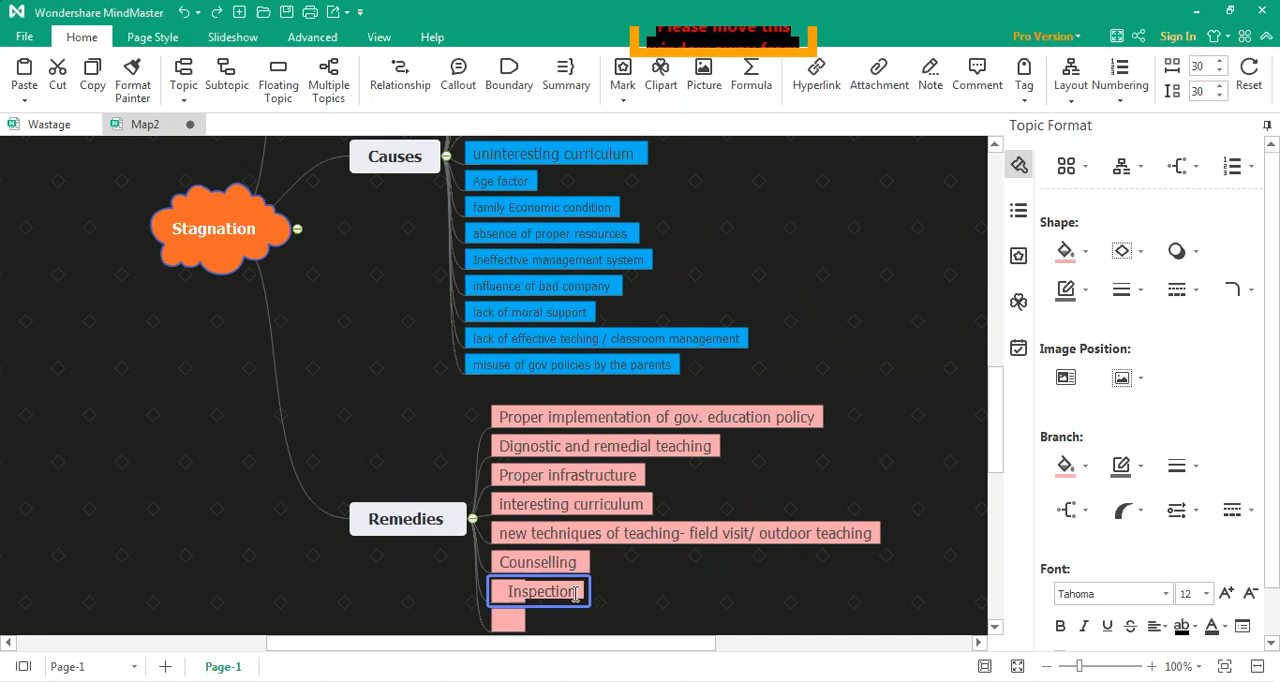 Wondershare MindMaster
File Home Page Style Slideshow Advanced View Help
Please move this
Pro Version Sign In
Paste Cut Copy Format Painter Topic Subtopic Floating Topic Multiple Topics Relationship Callout Boundary Summary Mark Clipart Picture Formula Hyperlink Attachment Note Comment Tag Layout Numbering 30 30 Reset
Wastage Map2
Topic Format
Causes
uninteresting curriculum
Age factor
family Economic condition
absence of proper resources
Ineffective management system
influence of bad company
lack of moral support
lack of effective teching / classroom management
misuse of gov policies by the parents
Stagnation
Remedies
Proper implementation of gov. education policy
Dignostic and remedial teaching
Proper infrastructure
interesting curriculum
new techniques of teaching- field visit/ outdoor teaching
Counselling
Inspection
Shape:
Image Position:
Branch:
Font:
Tahoma 12 A+ A-
B I U S ab A
Page-1 Page-1 100%